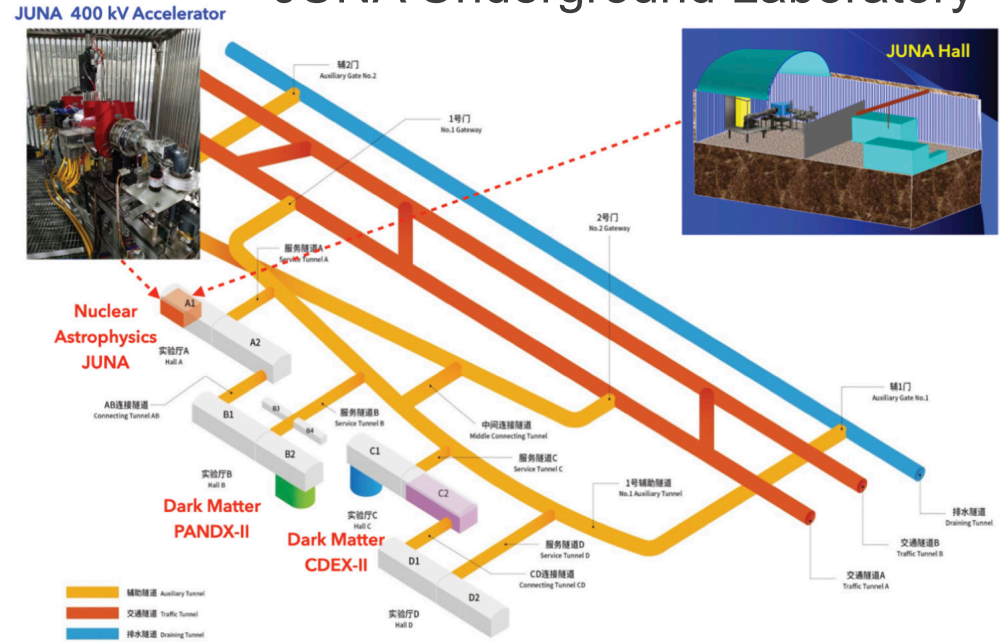 JUNA Underground Laboratory
JUNA 400 kV Accelerator
JUNA Hall
辅2门
Auxiliary Gate No.2
1号门
No.1 Gateway
2号门
No.2 Gateway
服务隧道A
Service Tunnel A
A1
Nuclear
Astrophysics
JUNA
A2
实验厅A
Hall A
辅1门
Auxiliary Gate No.1
AB连接隧道
Connecting Tunnel AB
B1
B3
B4
服务隧道B
Service Tunnel B
中间连接隧道
Middle Connecting Tunnel
B2
C1
服务隧道C
Service Tunnel C
实验厅B
Hall B
C2
1号辅助隧道
No.1 Auxiliary Tunnel
Dark Matter
PANDX-II
实验厅C
Hall C
排水隧道
Draining Tunnel
Dark Matter
CDEX-II
服务隧道D
Service Tunnel D
交通隧道B
Traffic Tunnel B
D1
CD连接隧道
Connecting Tunnel CD
交通隧道A
Traffic Tunnel A
D2
实验厅D
Hall D
辅助隧道 Auxiliary Tunnel
交通隧道 Traffic Tunnel
排水隧道 Draining Tunnel